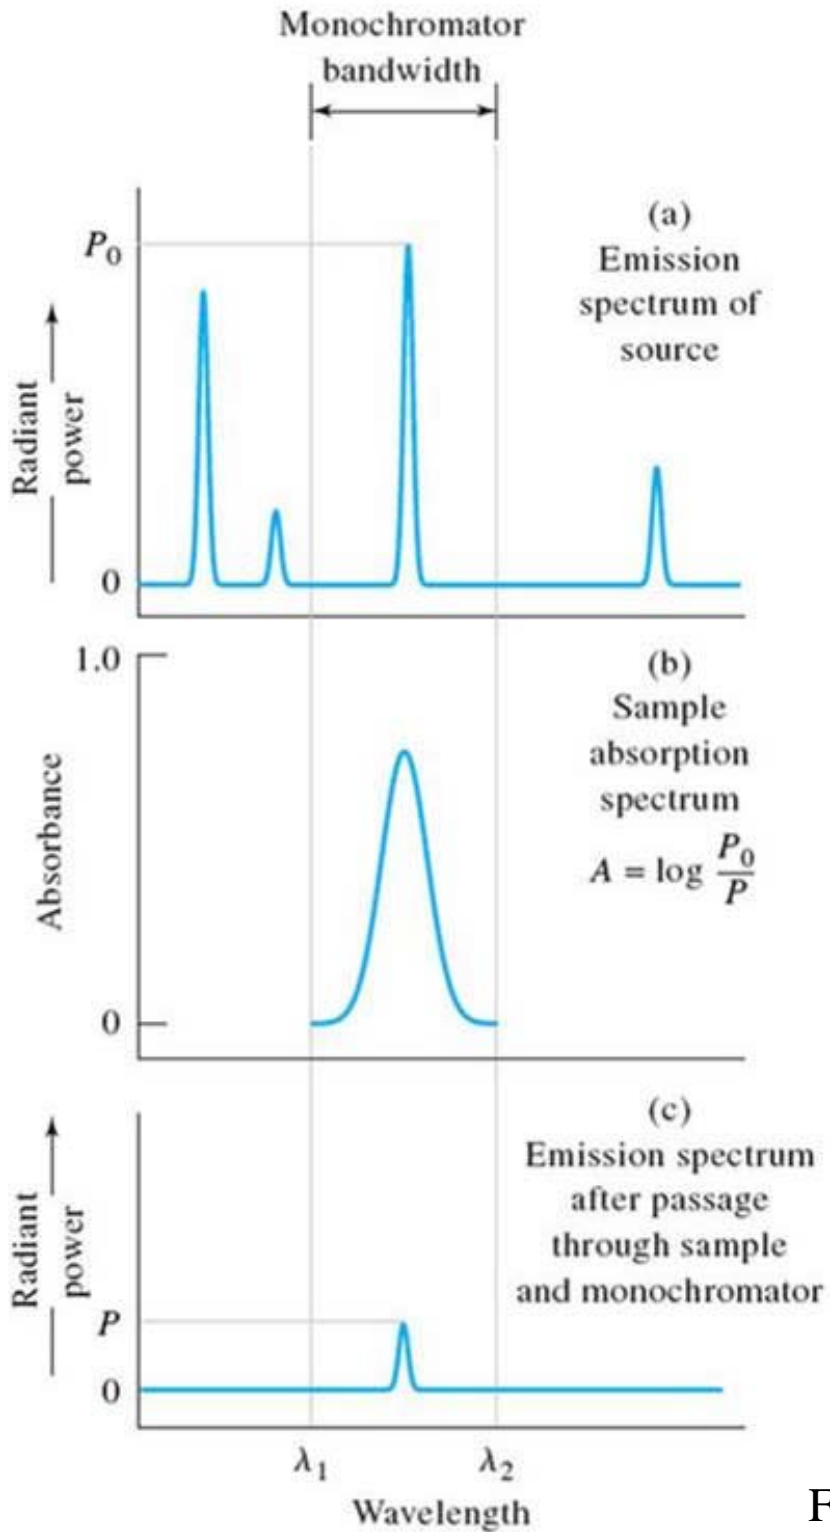 Monochromator
bandwidth
(a)
Emission
spectrum of
source
P₀
Radiant
power
0
1.0
(b)
Sample
absorption
spectrum
A = log P₀/P
Absorbance
0
(c)
Emission spectrum
after passage
through sample
and monochromator
Radiant
power
P
0
λ₁ λ₂
Wavelength
F